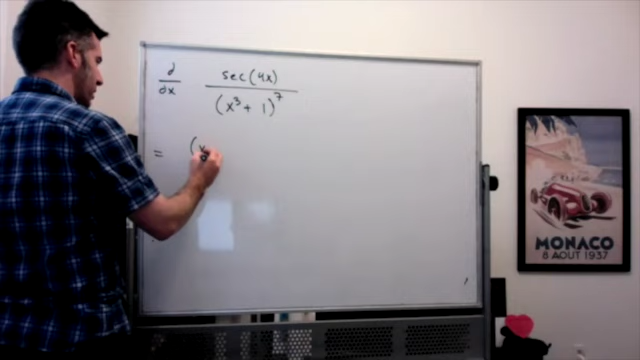 d/dx sec(4x)/(x³ + 1)⁷
= (x
MONACO
8 AOUT 1937